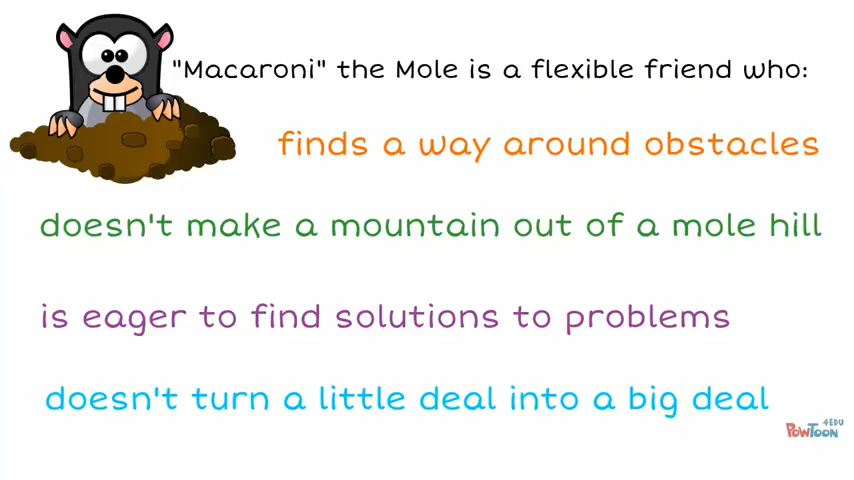 "Macaroni" the Mole is a flexible friend who:
finds a way around obstacles
doesn't make a mountain out of a mole hill
is eager to find solutions to problems
doesn't turn a little deal into a big deal
4EDU
POWTOON